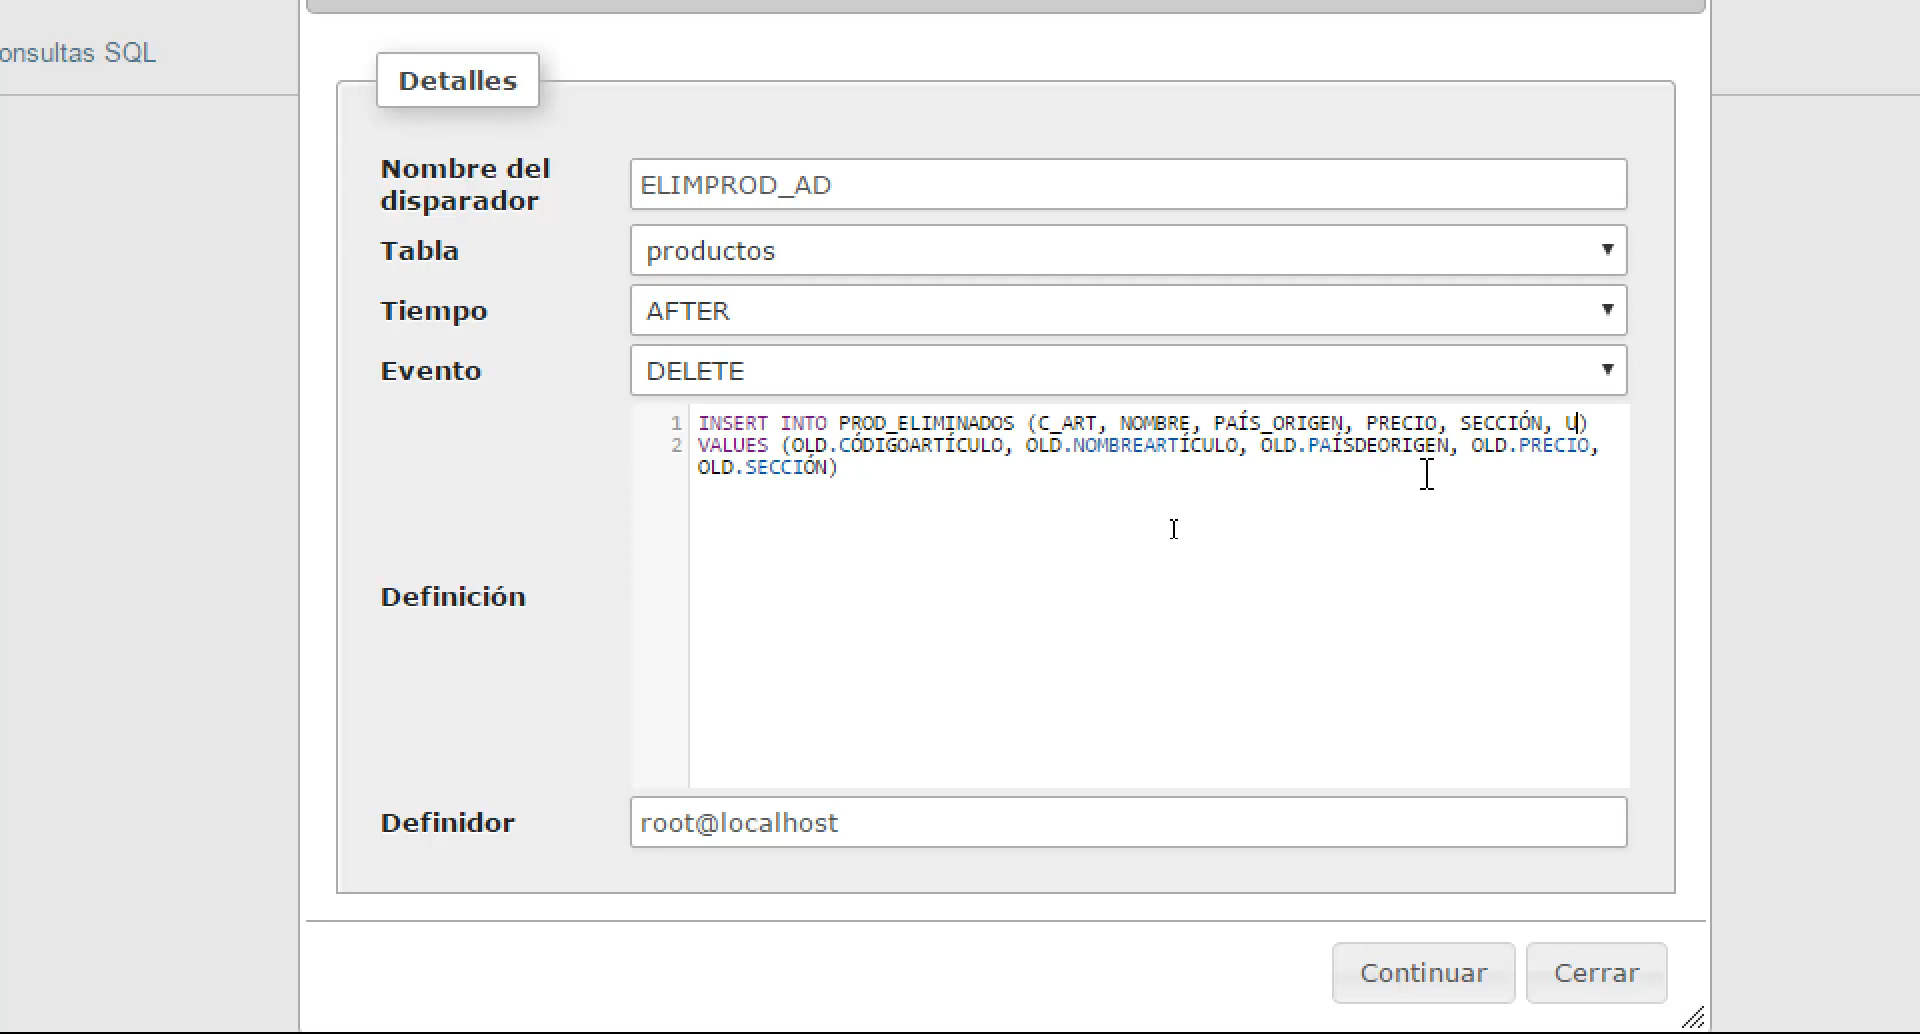 onsultas SQL
Detalles
Nombre del
disparador
ELIMPROD_AD
Tabla
productos
Tiempo
AFTER
Evento
DELETE
1 INSERT INTO PROD_ELIMINADOS (C_ART, NOMBRE, PAÍS_ORIGEN, PRECIO, SECCIÓN, U)
2 VALUES (OLD.CÓDIGOARTÍCULO, OLD.NOMBREARTÍCULO, OLD.PAÍSDEORIGEN, OLD.PRECIO,
OLD.SECCIÓN)
Definición
Definidor
root@localhost
Continuar
Cerrar